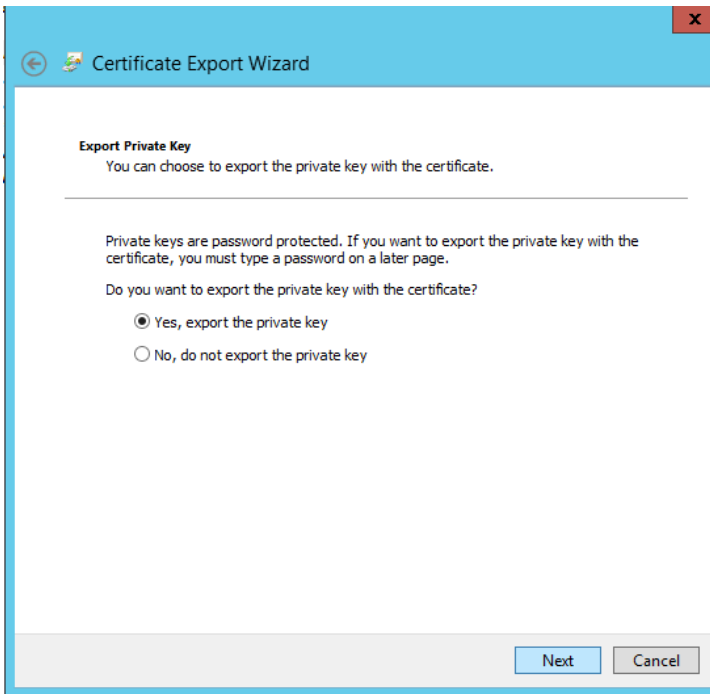 x
Certificate Export Wizard
Export Private Key
You can choose to export the private key with the certificate.
Private keys are password protected. If you want to export the private key with the
certificate, you must type a password on a later page.
Do you want to export the private key with the certificate?
Yes, export the private key
No, do not export the private key
Next Cancel